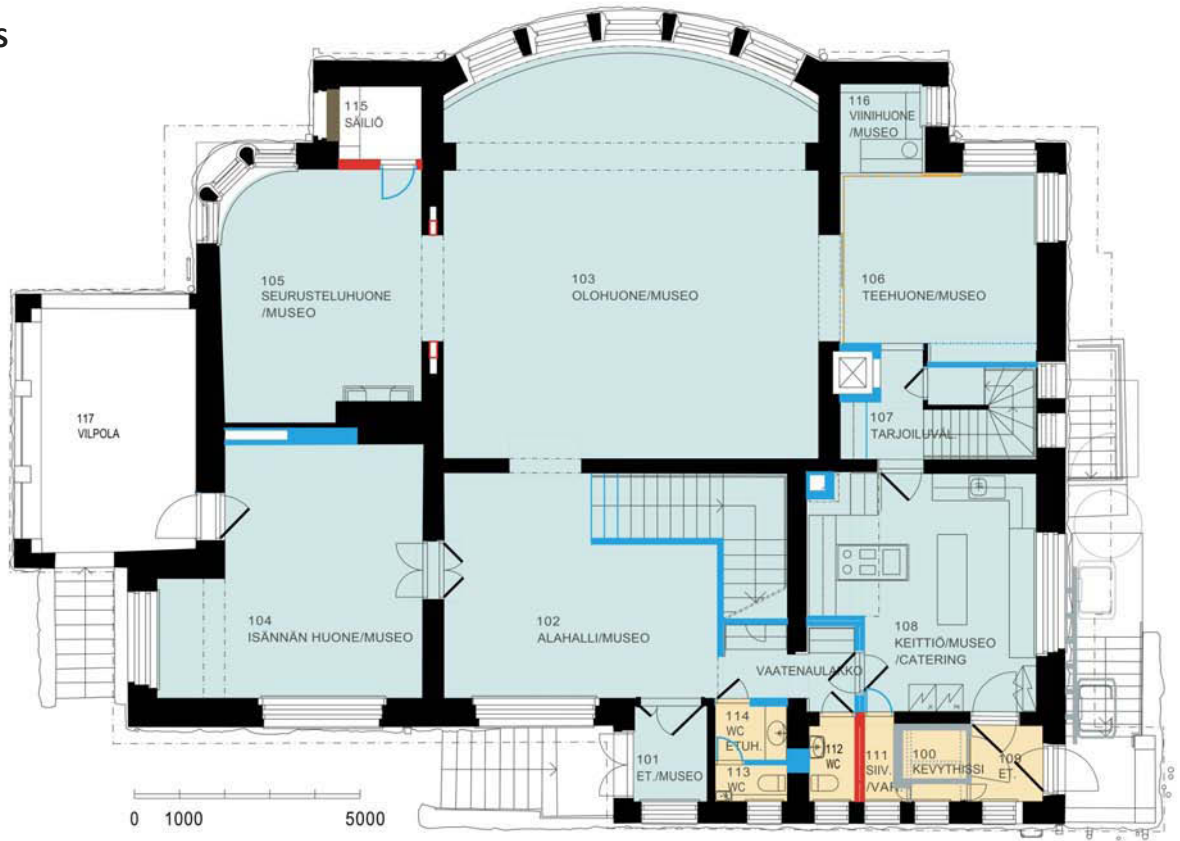 S
115
SÄILIÖ
116
VIINIHUONE
/MUSEO
105
SEURUSTELUHUONE
/MUSEO
103
OLOHUONE/MUSEO
106
TEEHUONE/MUSEO
117
VILPOLA
107
TARJOILUVÄL.
104
ISÄNNÄN HUONE/MUSEO
102
ALAHALLI/MUSEO
108
KEITTIÖ/MUSEO
/CATERING
VAATENAULAKKO
114
WC
ETUH.
112
WC
111
SIIV.
/VAR.
100
KEVYTHISSI
109
ET.
101
ET./MUSEO
113
WC
0 1000 5000